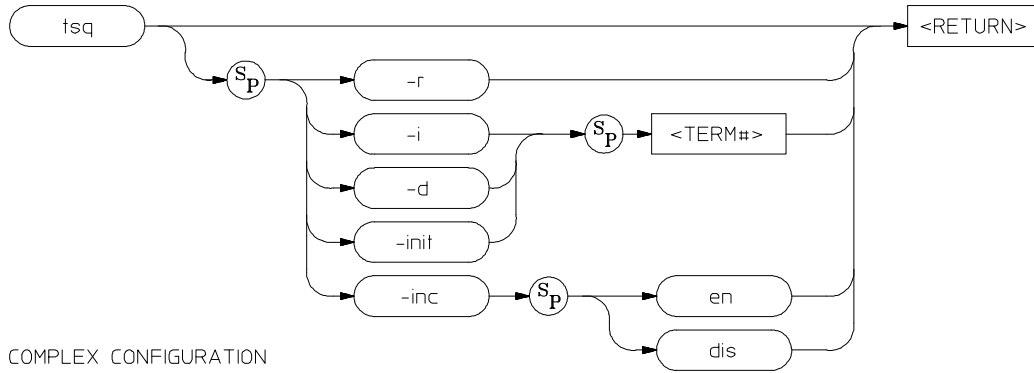 tsq
<RETURN>
SP
-r
-i
SP
<TERM#>
-d
-init
-inc
SP
en
dis
COMPLEX CONFIGURATION